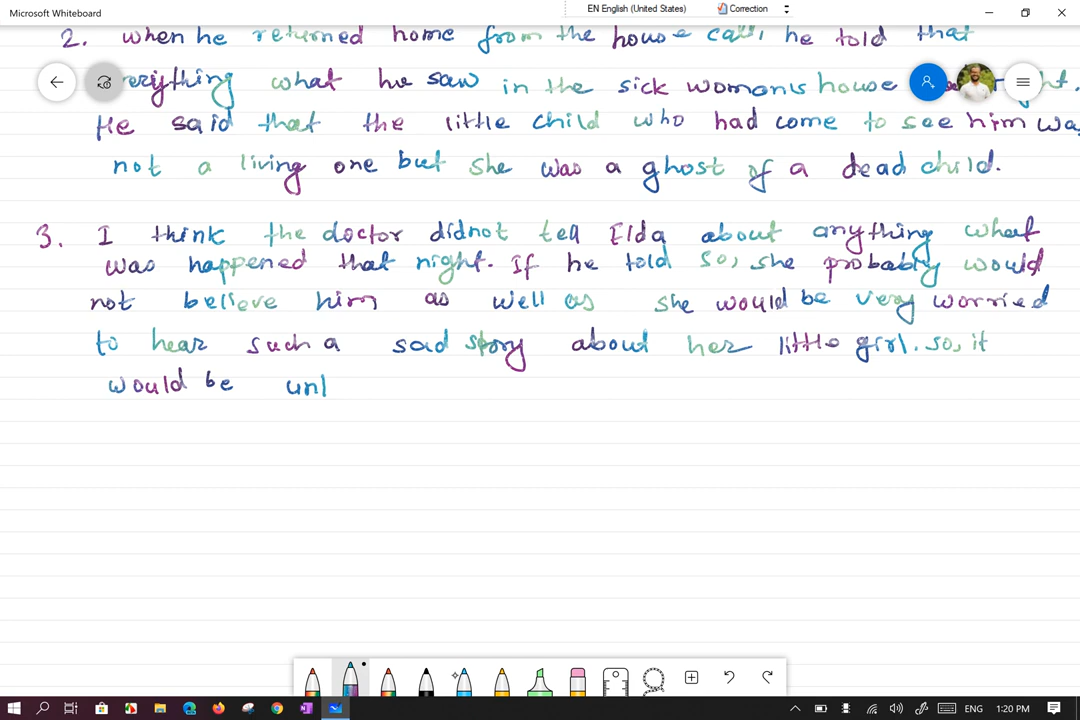 Microsoft Whiteboard
EN English (United States)
Correction
2. when he returned home from the house call, he told that
erything what he saw in the sick woman's house
He said that the little child who had come to see him wa
not a living one but she was a ghost of a dead child.
3. I think the doctor didnot tell Elda about anything what
was happened that night. If he told so, she probably would
not believe him as well as she would be very worried
to hear such a sad story about her little girl. so, it
would be unl
ENG
1:20 PM